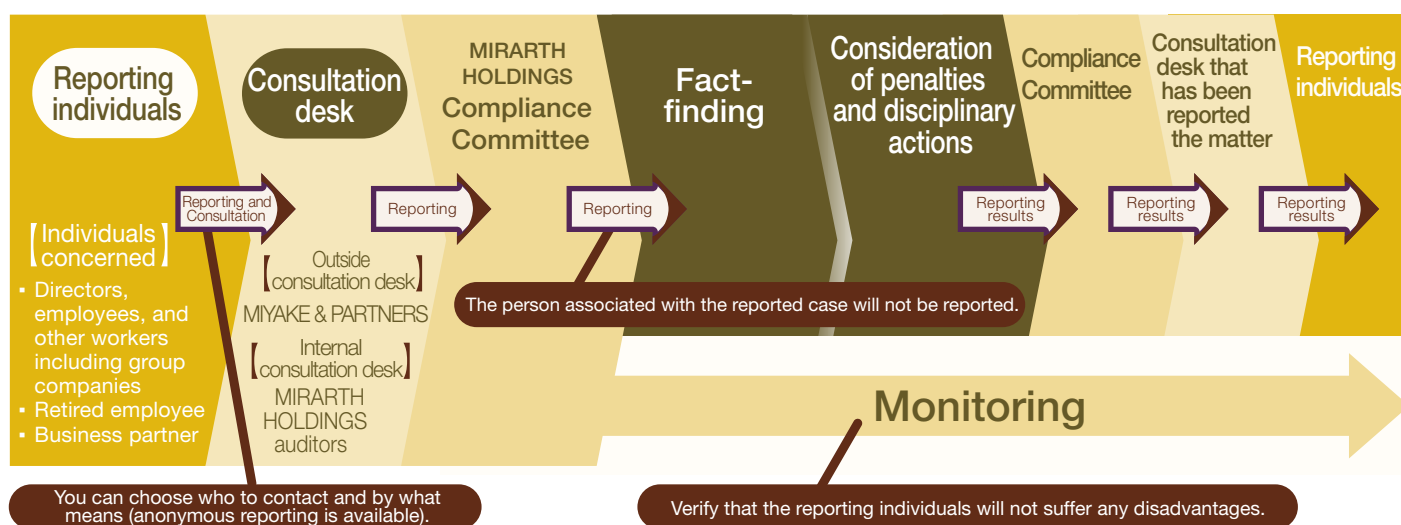 Reporting
individuals
Consultation
desk
MIRARTH
HOLDINGS
Compliance
Committee
Fact-
finding
Consideration
of penalties
and disciplinary
actions
Compliance
Committee
Consultation
desk that
has been
reported
the matter
Reporting
individuals
Reporting and
Consultation
Reporting
Reporting
Reporting
results
Reporting
results
Reporting
results
【Individuals
concerned】
▪ Directors,
employees, and
other workers
including group
companies
▪ Retired employee
▪ Business partner
【Outside
consultation desk】
MIYAKE & PARTNERS
【Internal
consultation desk】
MIRARTH
HOLDINGS
auditors
The person associated with the reported case will not be reported.
Monitoring
You can choose who to contact and by what
means (anonymous reporting is available).
Verify that the reporting individuals will not suffer any disadvantages.